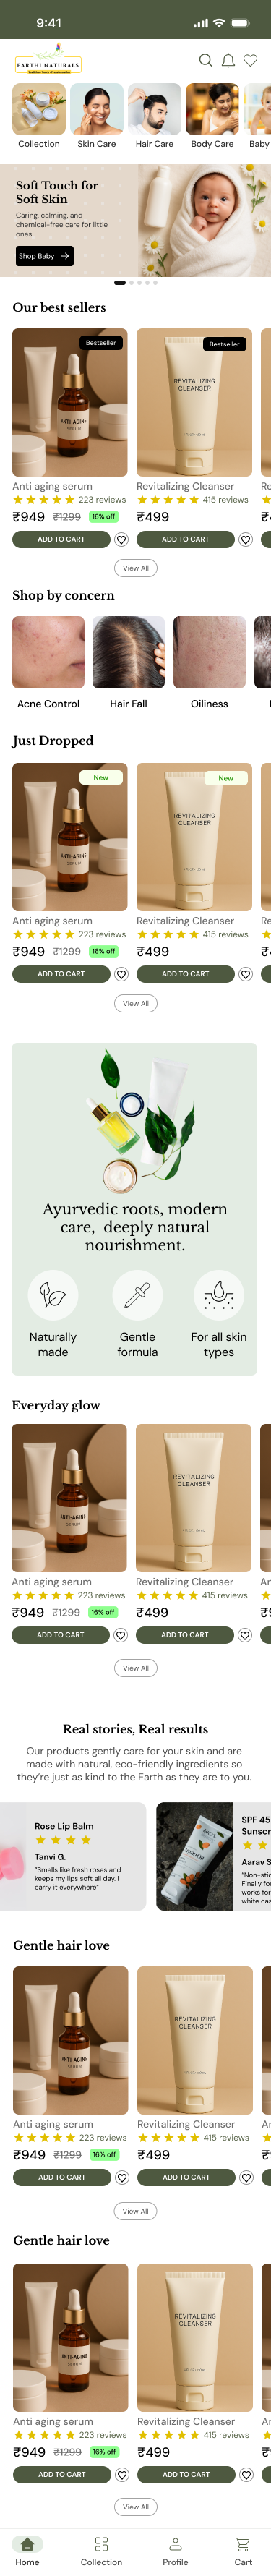 9:41
EARTHI NATURALS
Collection
Skin Care
Hair Care
Body Care
Baby
Soft Touch for
Soft Skin
Caring, calming, and
chemical-free care for little
ones.
Shop Baby
Our best sellers
Bestseller
Bestseller
ANTI-AGING
SERUM
REVITALIZING
CLEANSER
Anti aging serum
Revitalizing Cleanser
Re
223 reviews
415 reviews
₹949 ₹1299 16% off
₹499
ADD TO CART
ADD TO CART
View All
Shop by concern
Acne Control
Hair Fall
Oiliness
Just Dropped
New
New
ANTI-AGING
SERUM
REVITALIZING
CLEANSER
Anti aging serum
Revitalizing Cleanser
Re
223 reviews
415 reviews
₹949 ₹1299 16% off
₹499
ADD TO CART
ADD TO CART
View All
Ayurvedic roots, modern
care, deeply natural
nourishment.
Naturally
made
Gentle
formula
For all skin
types
Everyday glow
ANTI-AGING
SERUM
REVITALIZING
CLEANSER
Anti aging serum
Revitalizing Cleanser
An
223 reviews
415 reviews
₹949 ₹1299 16% off
₹499
ADD TO CART
ADD TO CART
View All
Real stories, Real results
Our products gently care for your skin and are
made with natural, eco-friendly ingredients so
they're just as kind to the Earth as they are to you.
Rose Lip Balm
Tanvi G.
"Smells like fresh roses and
keeps my lips soft all day. I
carry it everywhere"
SPF 45
Sunscr
Aarav S
"Non-stic
Finally fo
works for
white cas
Gentle hair love
ANTI-AGING
SERUM
REVITALIZING
CLEANSER
Anti aging serum
Revitalizing Cleanser
An
223 reviews
415 reviews
₹949 ₹1299 16% off
₹499
ADD TO CART
ADD TO CART
View All
Gentle hair love
ANTI-AGING
SERUM
REVITALIZING
CLEANSER
Anti aging serum
Revitalizing Cleanser
An
223 reviews
415 reviews
₹949 ₹1299 16% off
₹499
ADD TO CART
ADD TO CART
View All
Home
Collection
Profile
Cart